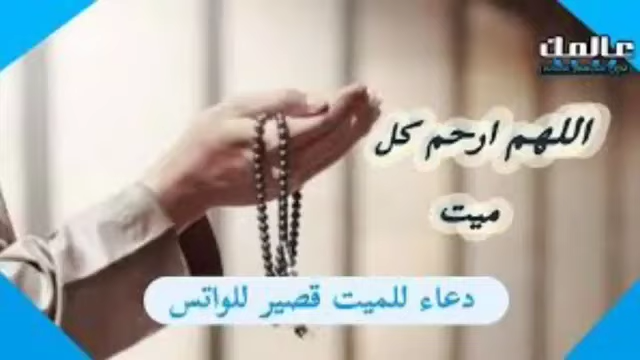 عالمك
اللهم ارحم كل
ميت
دعاء للميت قصير للواتس